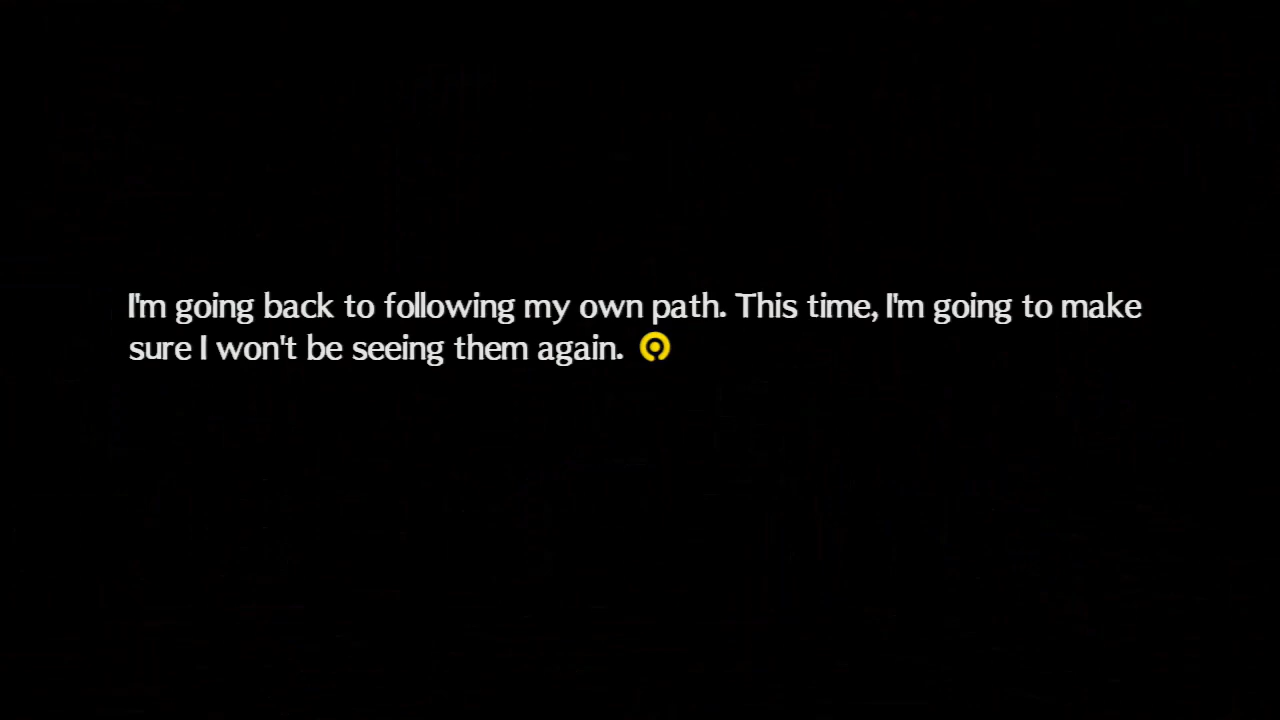 I'm going back to following my own path. This time, I'm going to make
sure I won't be seeing them again.